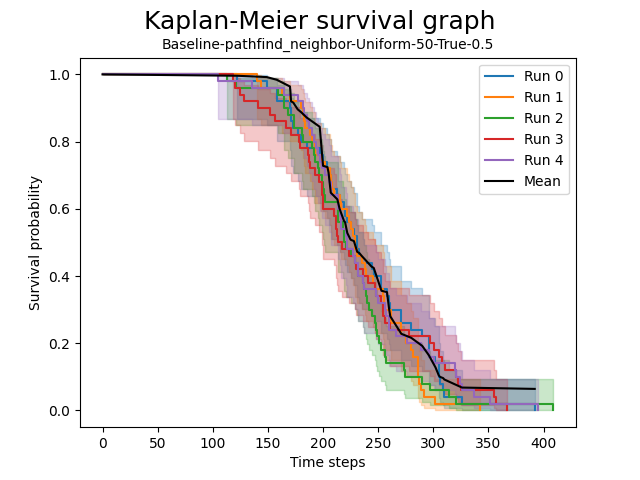 Kaplan-Meier survival graph
Baseline-pathfind_neighbor-Uniform-50-True-0.5
Survival probability
1.0
0.8
0.6
0.4
0.2
0.0
Run 0
Run 1
Run 2
Run 3
Run 4
Mean
0 50 100 150 200 250 300 350 400
Time steps